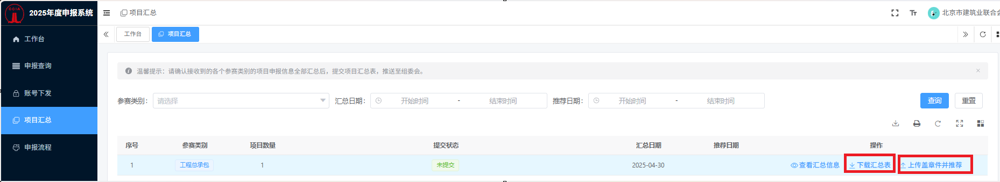 CCIA
2025年度申报系统
项目汇总
Tт
北京市建筑业联合会
工作台
项目汇总
工作台
申报查询
账号下发
项目汇总
申报流程
温馨提示：请确认接收到的各个参赛类别的项目申报信息全部汇总后，提交项目汇总表，推送至组委会。
参赛类别： 请选择 汇总日期： 开始时间 - 结束时间 推荐日期： 开始时间 - 结束时间 查询 重置
序号 参赛类别 项目数量 提交状态 汇总日期 推荐日期 操作
1 工程总承包 1 未提交 2025-04-30 查看汇总信息 下载汇总表 上传盖章件并推荐